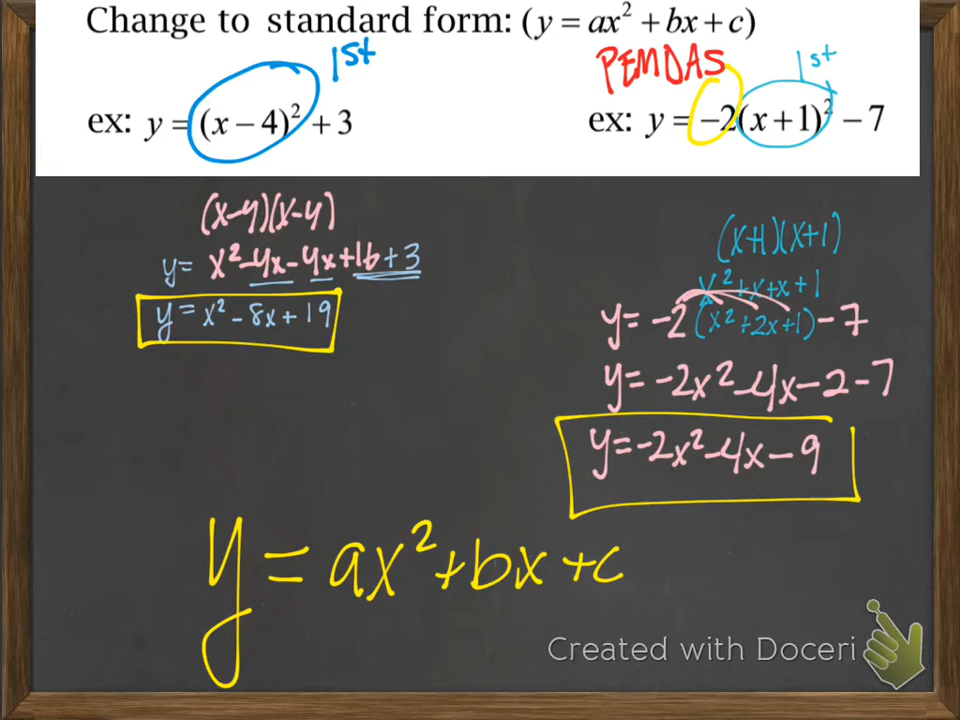 Change to standard form: (y = ax² + bx + c)
1st
PEMDAS
1st
ex: y = (x − 4)² + 3
ex: y = −2(x + 1)² − 7
(x-4)(x-4)
y= x²-4x-4x+16+3
y=x²-8x+19
(x+1)(x+1)
x²+x+x+1
y=-2(x²+2x+1)-7
y=-2x²-4x-2-7
y=-2x²-4x-9
y=ax²+bx+c
Created with Doceri